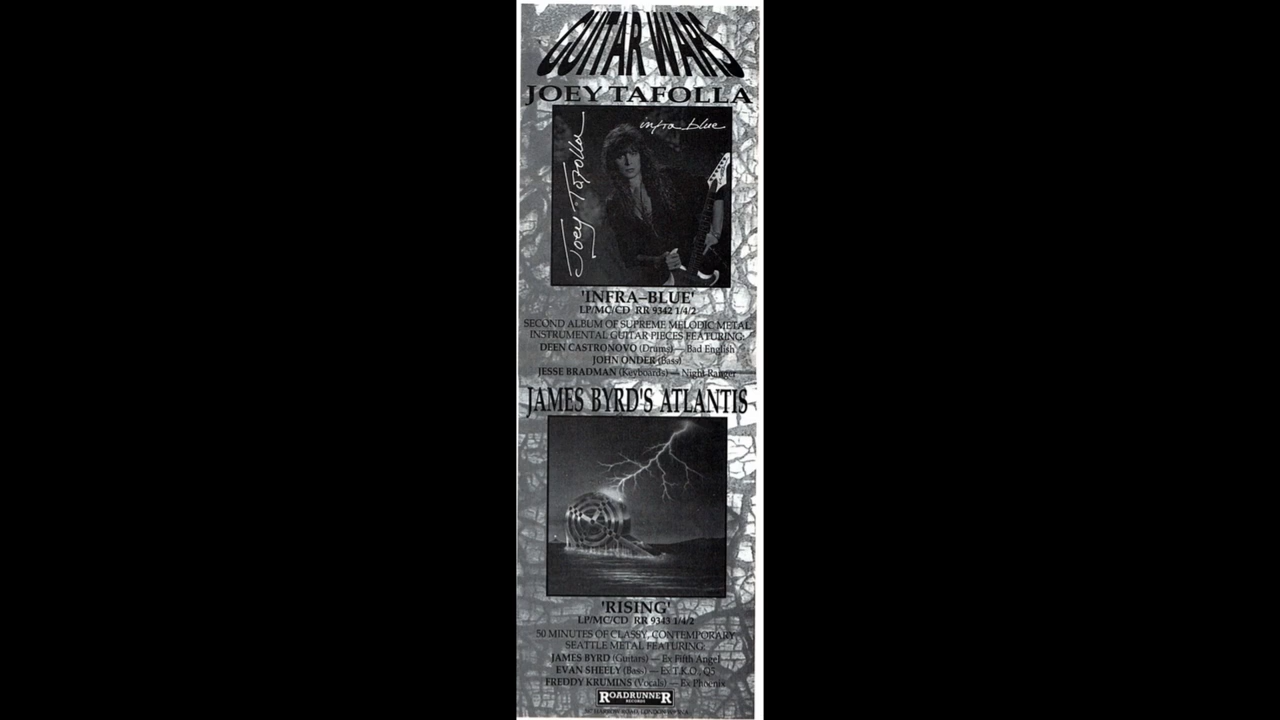 GUITAR WARS
JOEY TAFOLLA
infra_blue
Joey Tafolla
'INFRA–BLUE'
LP/MC/CD RR 9342 1/4/2
SECOND ALBUM OF SUPREME MELODIC METAL
INSTRUMENTAL GUITAR PIECES FEATURING:
DEEN CASTRONOVO (Drums) — Bad English
JOHN ONDER (Bass)
JESSE BRADMAN (Keyboards) — Night Ranger
JAMES BYRD'S ATLANTIS
'RISING'
LP/MC/CD RR 9343 1/4/2
50 MINUTES OF CLASSY, CONTEMPORARY
SEATTLE METAL FEATURING:
JAMES BYRD (Guitars) — Ex Fifth Angel
EVAN SHEELY (Bass) — Ex T.K.O., Q5
FREDDY KRUMINS (Vocals) — Ex Phoenix
ROADRUNNER
RECORDS